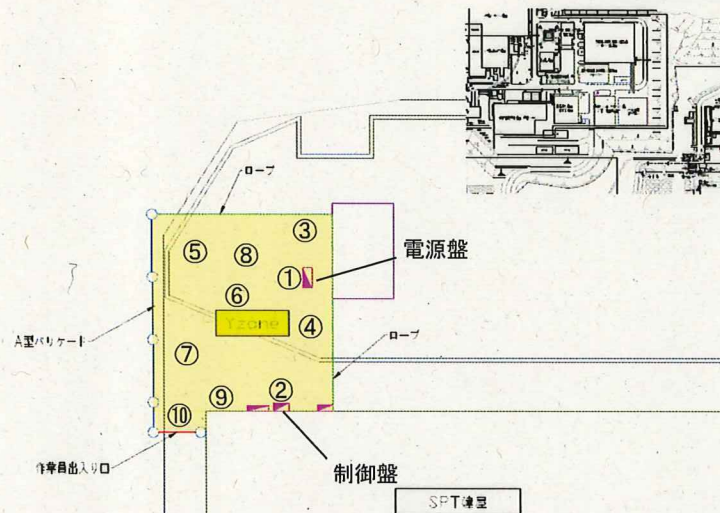 ロープ
③
⑤
⑧
電源盤
①
⑥
Yzone
④
ロープ
A型バリケード
⑦
②
⑨
⑩
作業員出入り口
制御盤
SPT建屋